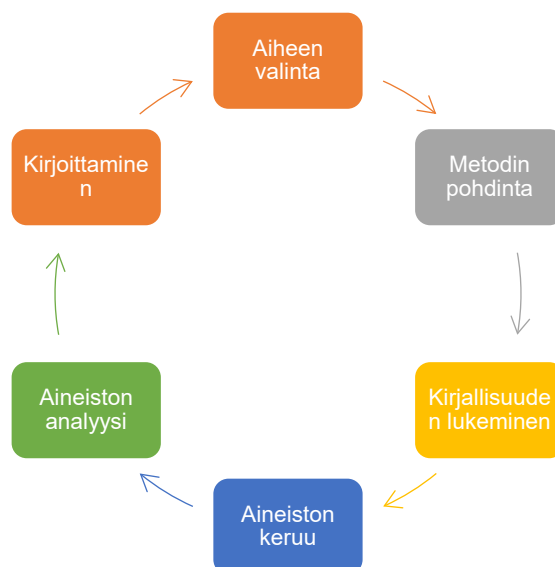 Aiheen
valinta
Metodin
pohdinta
Kirjallisuude
n lukeminen
Aineiston
keruu
Aineiston
analyysi
Kirjoittamine
n